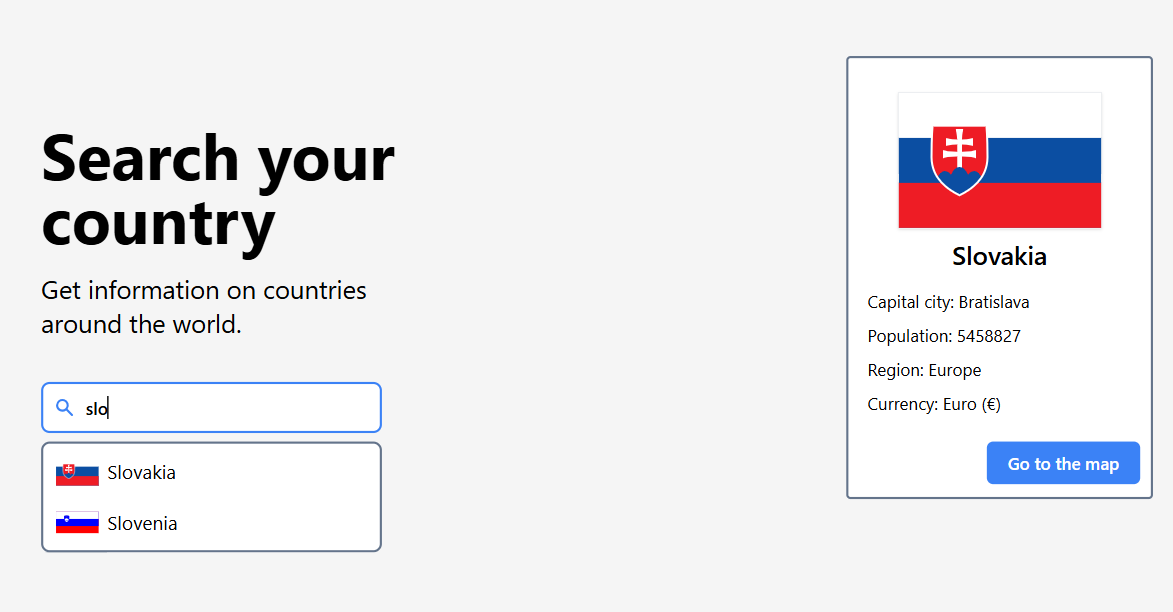 Search your
country
Get information on countries
around the world.
slo
Slovakia
Slovenia
Slovakia
Capital city: Bratislava
Population: 5458827
Region: Europe
Currency: Euro (€)
Go to the map